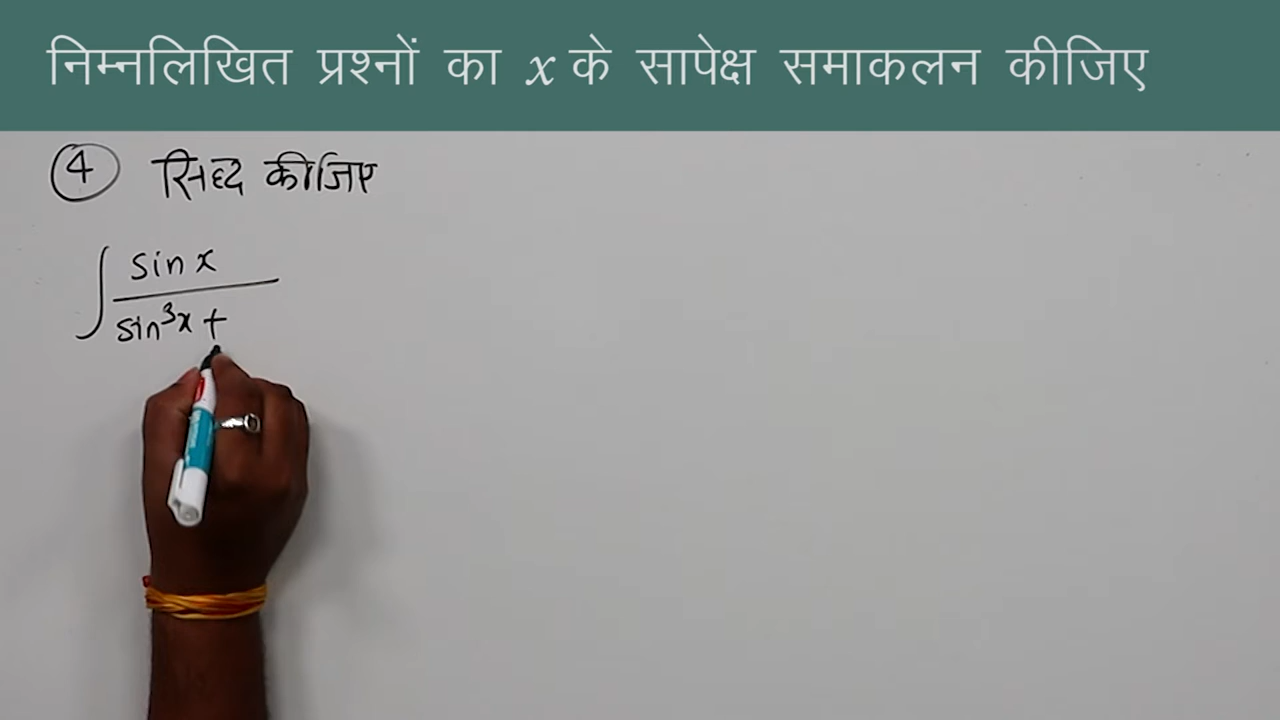 निम्नलिखित प्रश्नों का x के सापेक्ष समाकलन कीजिए
④ सिध्द कीजिए
∫ sin x
sin³x +